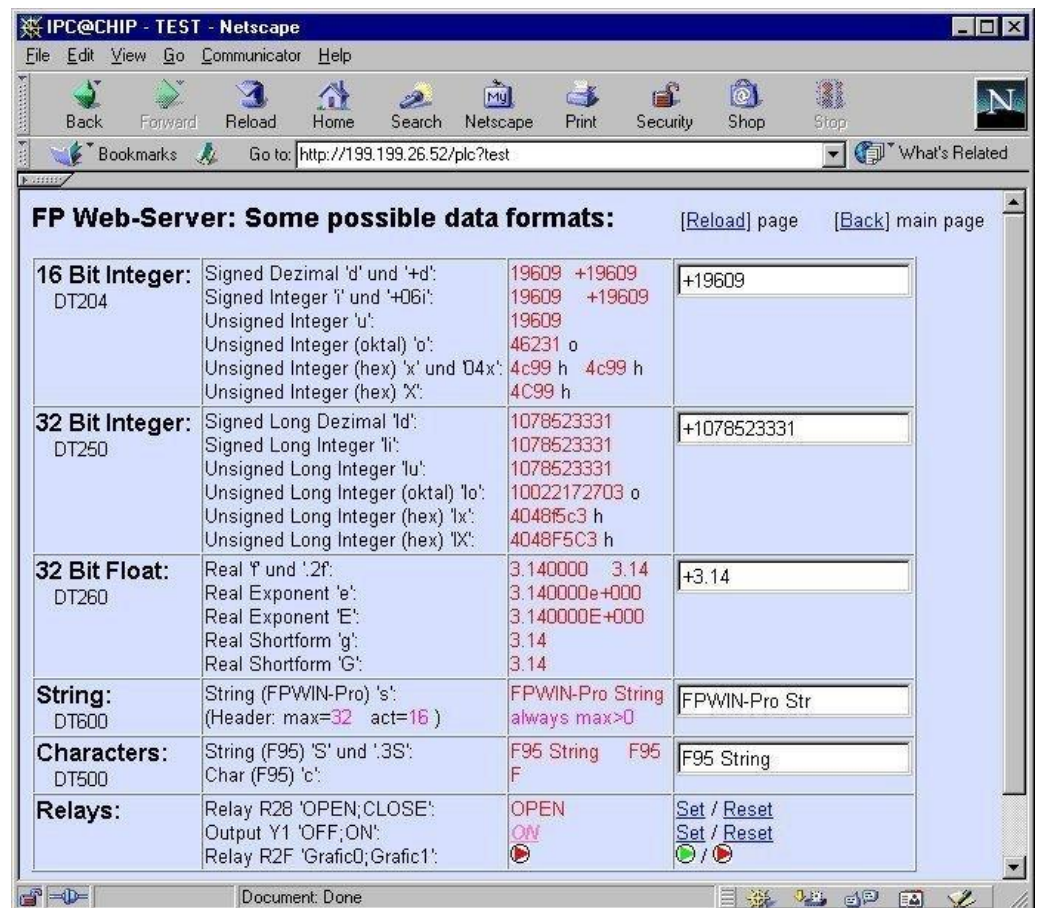 IPC@CHIP - TEST - Netscape
File Edit View Go Communicator Help
Back Forward Reload Home Search Netscape Print Security Shop Stop
My
N
Bookmarks Go to: http://199.199.26.52/plc?test What's Related
FP Web-Server: Some possible data formats: [Reload] page [Back] main page
16 Bit Integer: Signed Dezimal 'd' und '+d': 19609 +19609 +19609
DT204 Signed Integer 'i' und '+06i': 19609 +19609
Unsigned Integer 'u': 19609
Unsigned Integer (oktal) 'o': 46231 o
Unsigned Integer (hex) 'x' und '04x': 4c99 h 4c99 h
Unsigned Integer (hex) 'X': 4C99 h
32 Bit Integer: Signed Long Dezimal 'ld': 1078523331 +1078523331
DT250 Signed Long Integer 'li': 1078523331
Unsigned Long Integer 'lu': 1078523331
Unsigned Long Integer (oktal) 'lo': 10022172703 o
Unsigned Long Integer (hex) 'lx': 4048f5c3 h
Unsigned Long Integer (hex) 'lX': 4048F5C3 h
32 Bit Float: Real 'f' und '.2f': 3.140000 3.14 +3.14
DT260 Real Exponent 'e': 3.140000e+000
Real Exponent 'E': 3.140000E+000
Real Shortform 'g': 3.14
Real Shortform 'G': 3.14
String: String (FPWIN-Pro) 's': FPWIN-Pro String FPWIN-Pro Str
DT600 (Header: max=32 act=16 ) always max>0
Characters: String (F95) 'S' und '.3S': F95 String F95 F95 String
DT500 Char (F95) 'c': F
Relays: Relay R28 'OPEN;CLOSE': OPEN Set / Reset
Output Y1 'OFF;ON': ON Set / Reset
Relay R2F 'Grafic0;Grafic1': /
Document: Done